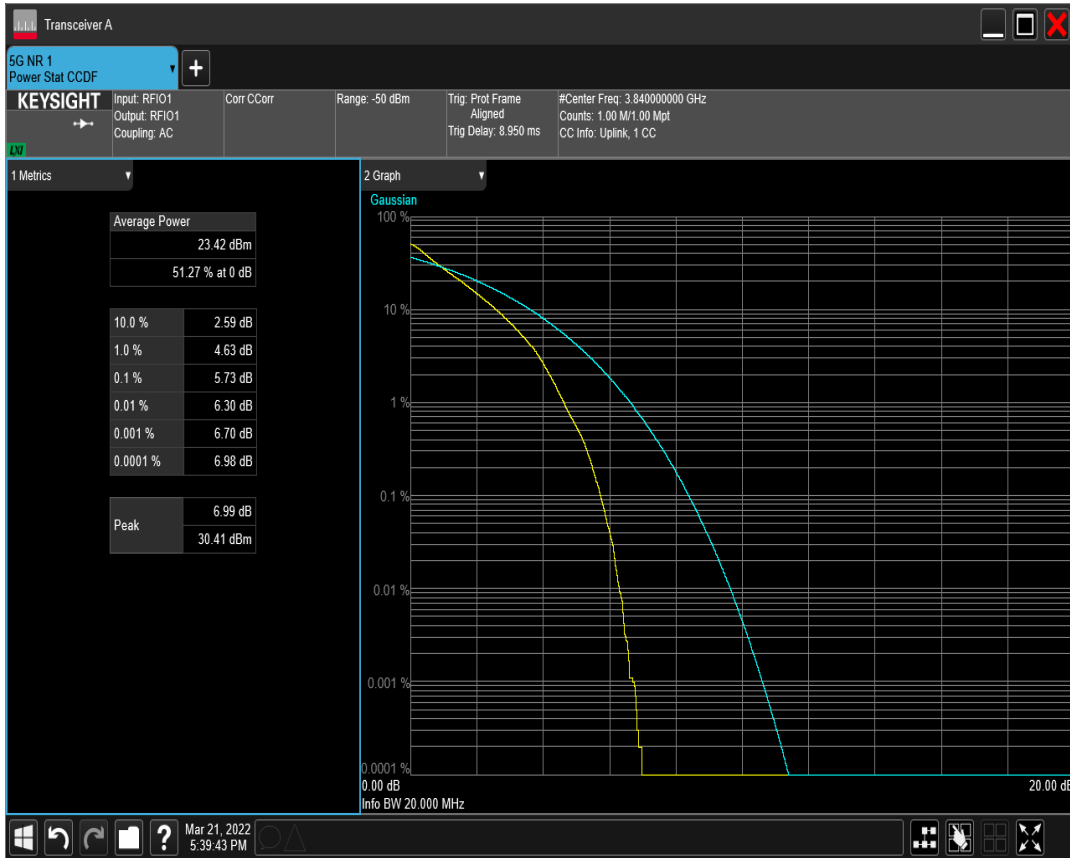 Transceiver A
5G NR 1
Power Stat CCDF
KEYSIGHT
LXI
Input: RFIO1
Output: RFIO1
Coupling: AC
Corr CCorr
Range: -50 dBm
Trig: Prot Frame
Aligned
Trig Delay: 8.950 ms
#Center Freq: 3.840000000 GHz
Counts: 1.00 M/1.00 Mpt
CC Info: Uplink, 1 CC
1 Metrics
Average Power
23.42 dBm
51.27 % at 0 dB
10.0 % 2.59 dB
1.0 % 4.63 dB
0.1 % 5.73 dB
0.01 % 6.30 dB
0.001 % 6.70 dB
0.0001 % 6.98 dB
Peak 6.99 dB
30.41 dBm
2 Graph
Gaussian
100 %
10 %
1 %
0.1 %
0.01 %
0.001 %
0.0001 %
0.00 dB 20.00 dB
Info BW 20.000 MHz
?
Mar 21, 2022
5:39:43 PM